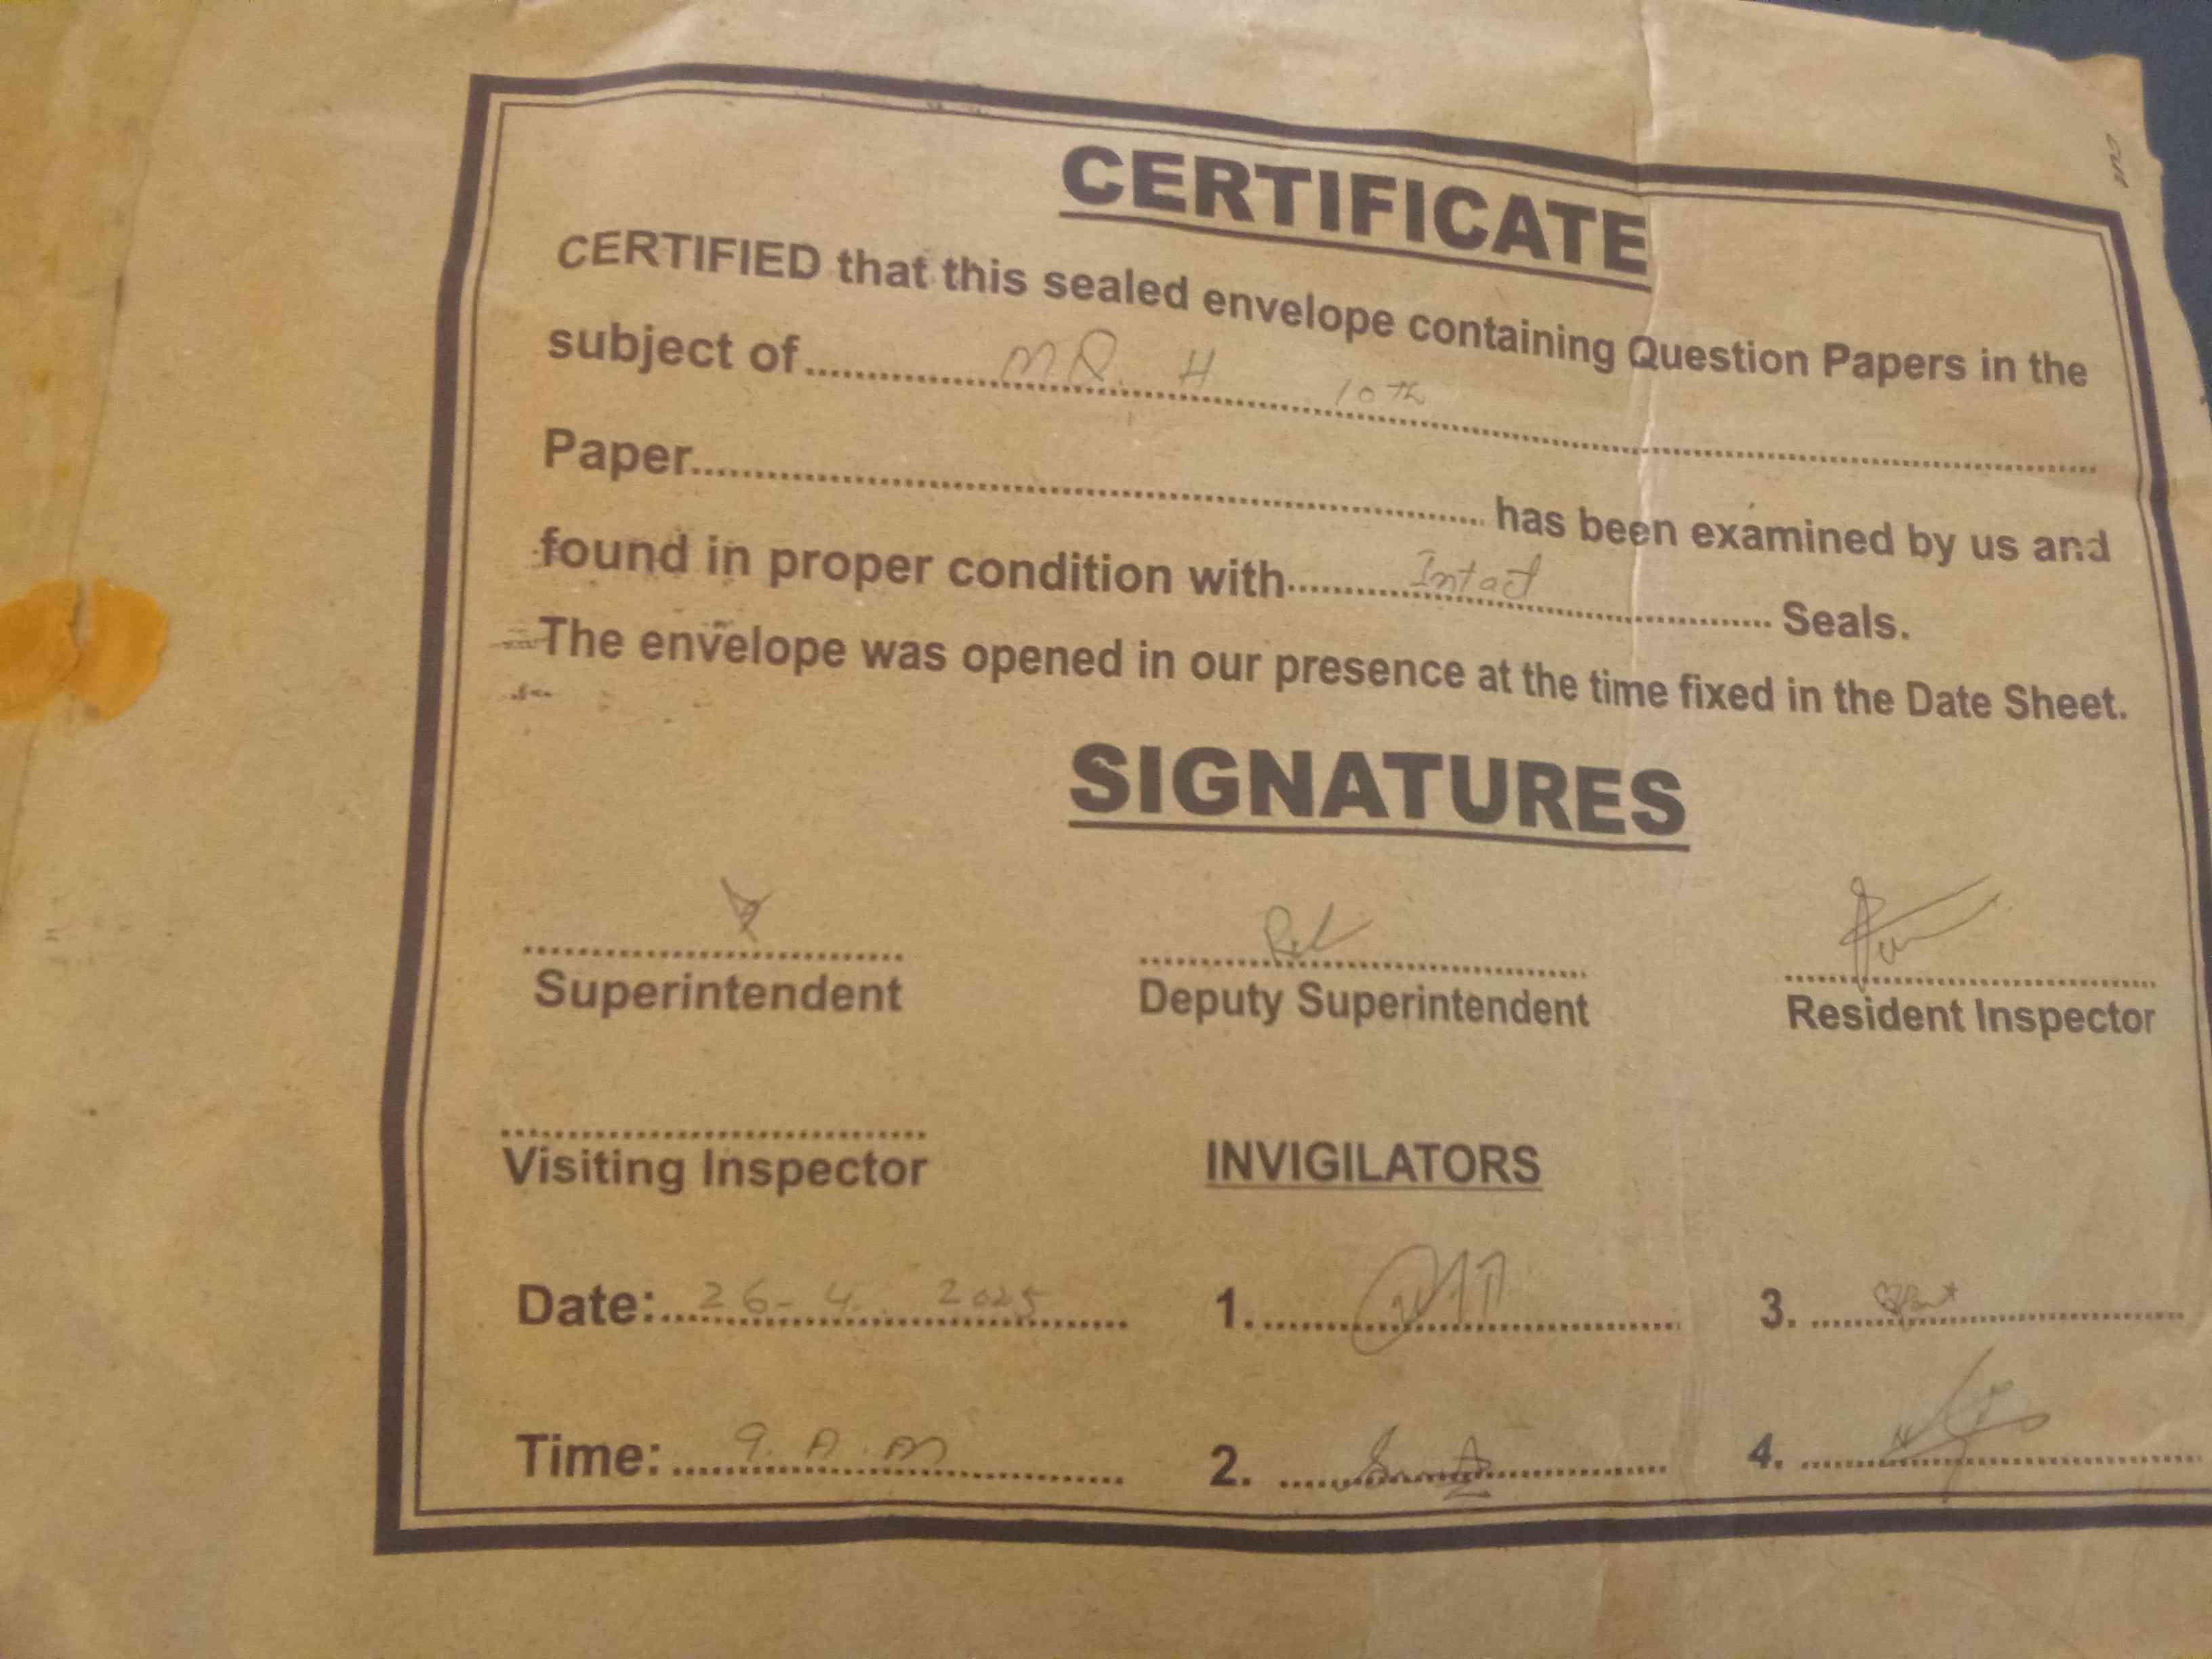 CERTIFICATE
CERTIFIED that this sealed envelope containing Question Papers in the
subject of.......... M.Q. H 10th ..........
Paper.......... has been examined by us and
found in proper condition with.......... Intact .......... Seals.
The envelope was opened in our presence at the time fixed in the Date Sheet.
SIGNATURES
Superintendent Deputy Superintendent Resident Inspector
Visiting Inspector INVIGILATORS
Date: 26-4-2025 1. 3.
Time: 9. A.M 2. 4.